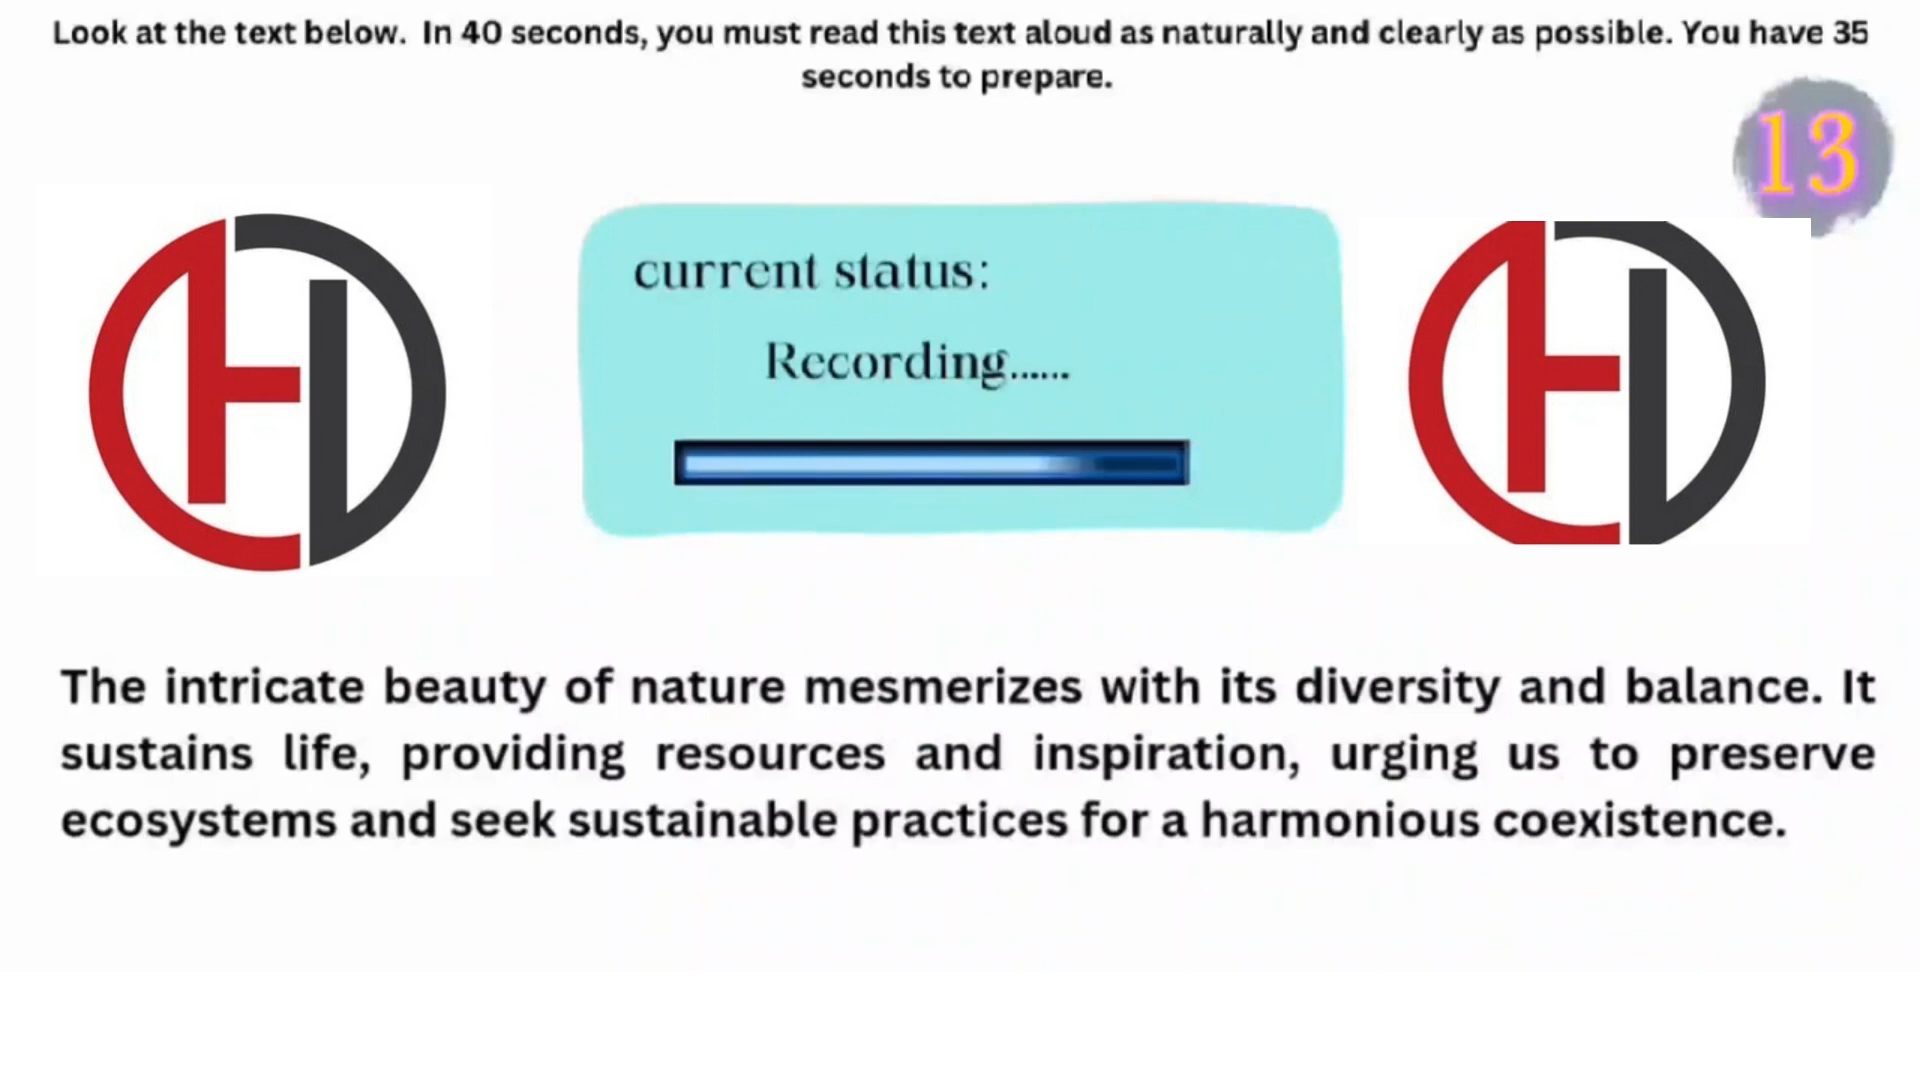 Look at the text below. In 40 seconds, you must read this text aloud as naturally and clearly as possible. You have 35
seconds to prepare.
13
current status:
Recording......
The intricate beauty of nature mesmerizes with its diversity and balance. It
sustains life, providing resources and inspiration, urging us to preserve
ecosystems and seek sustainable practices for a harmonious coexistence.